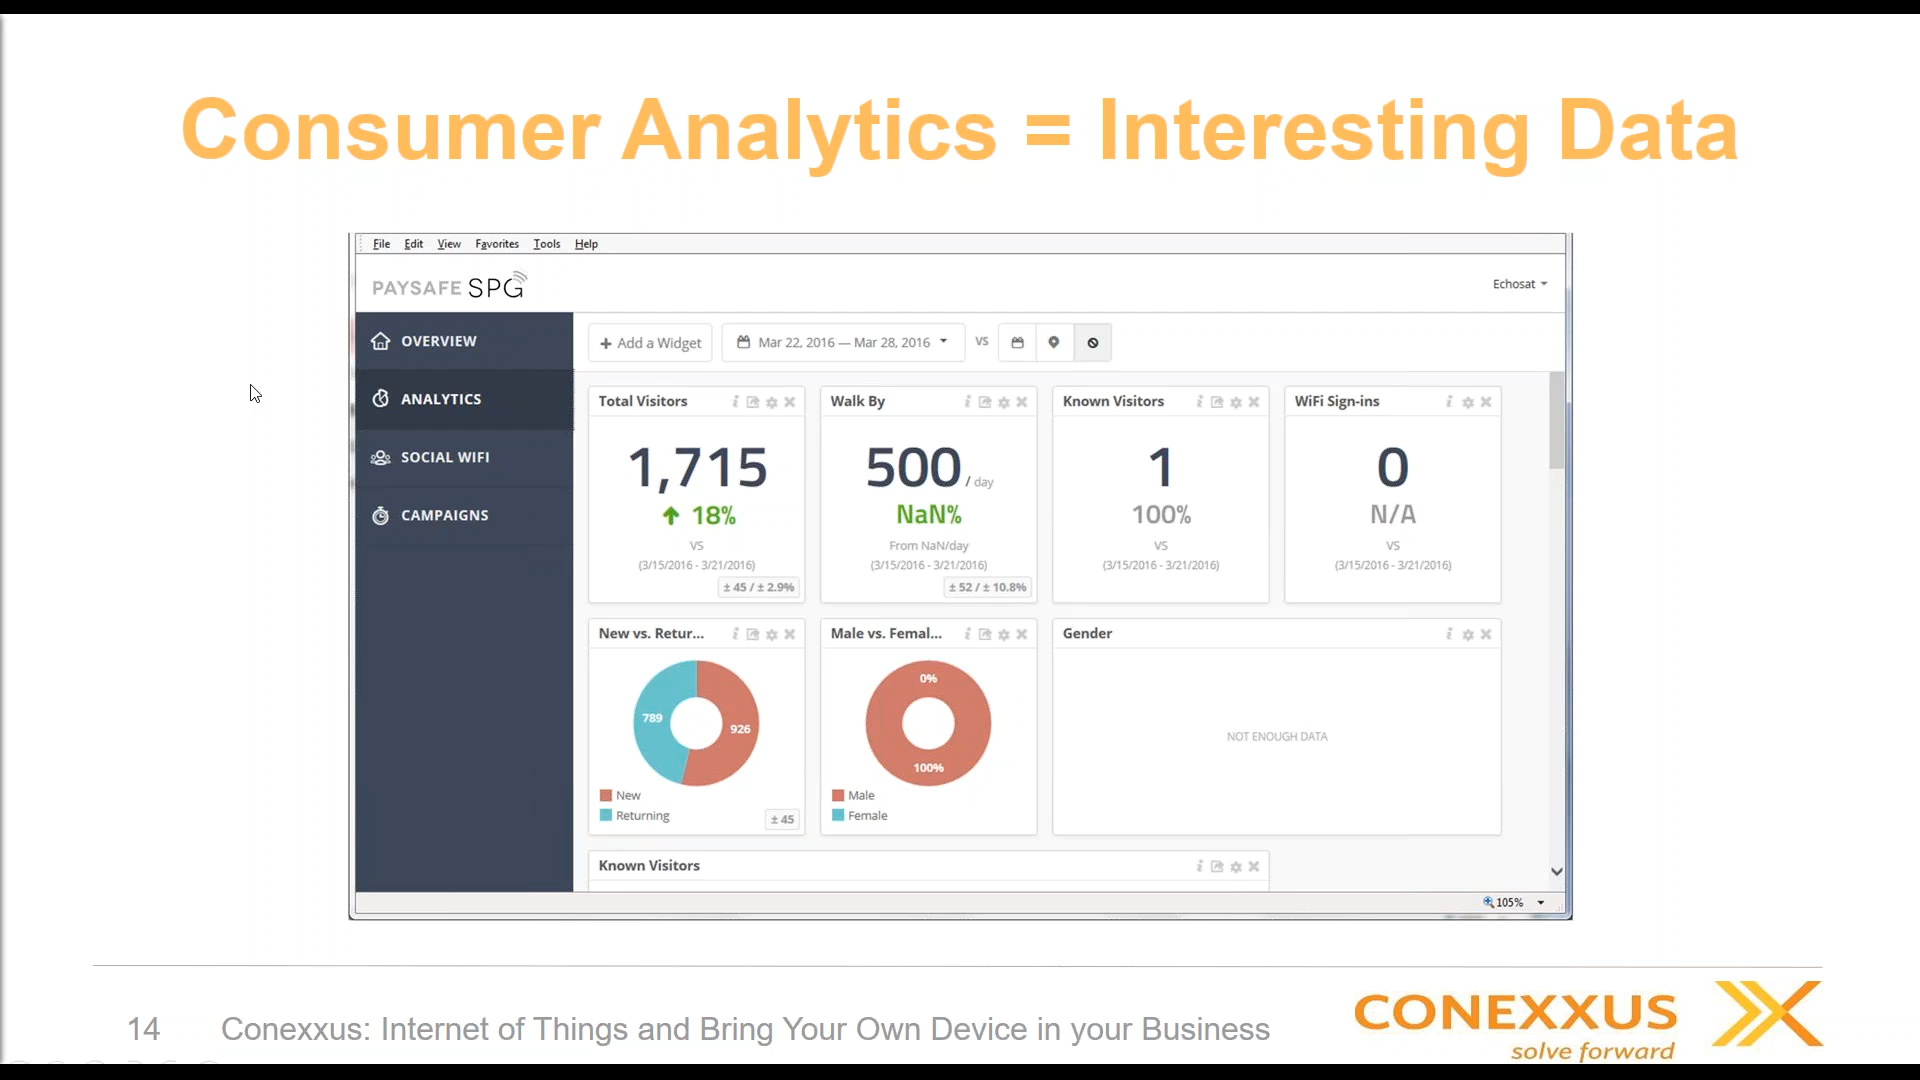 Consumer Analytics = Interesting Data
File Edit View Favorites Tools Help
PAYSAFE SPG
Echosat
OVERVIEW
ANALYTICS
SOCIAL WIFI
CAMPAIGNS
+ Add a Widget
Mar 22, 2016 — Mar 28, 2016
VS
Total Visitors
1,715
18%
VS
(3/15/2016 - 3/21/2016)
± 45 / ± 2.9%
Walk By
500 / day
NaN%
From NaN/day
(3/15/2016 - 3/21/2016)
± 52 / ± 10.8%
Known Visitors
1
100%
VS
(3/15/2016 - 3/21/2016)
WiFi Sign-ins
0
N/A
VS
(3/15/2016 - 3/21/2016)
New vs. Retur...
789
926
New
Returning
± 45
Male vs. Femal...
0%
100%
Male
Female
Gender
NOT ENOUGH DATA
Known Visitors
105%
14
Conexxus: Internet of Things and Bring Your Own Device in your Business
CONEXXUS
solve forward